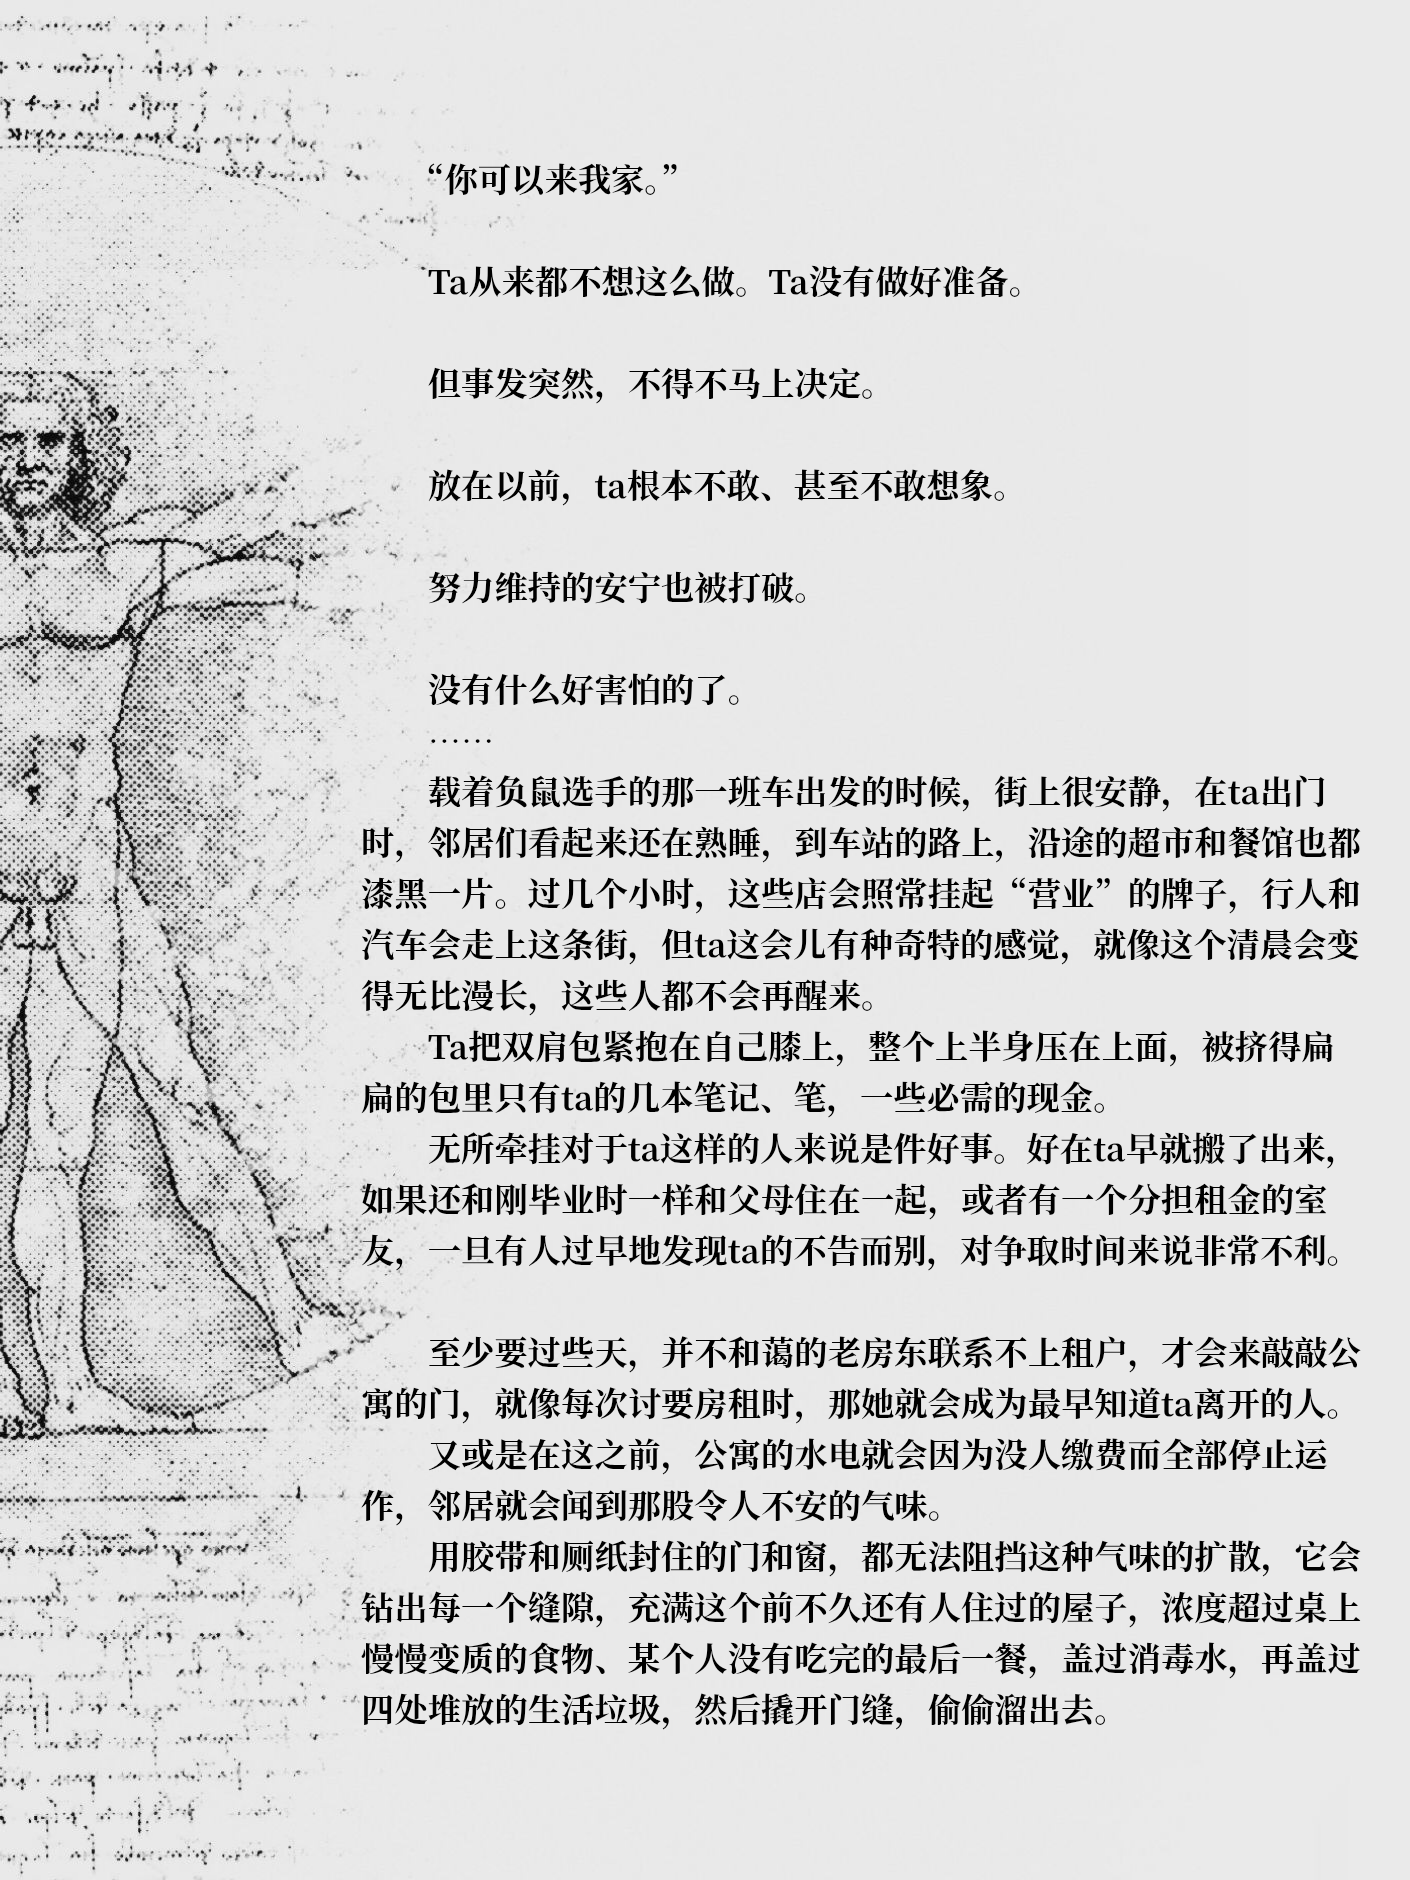 “你可以来我家。”
Ta从来都不想这么做。Ta没有做好准备。
但事发突然，不得不马上决定。
放在以前，ta根本不敢、甚至不敢想象。
努力维持的安宁也被打破。
没有什么好害怕的了。
……
载着负鼠选手的那一班车出发的时候，街上很安静，在ta出门
时，邻居们看起来还在熟睡，到车站的路上，沿途的超市和餐馆也都
漆黑一片。过几个小时，这些店会照常挂起“营业”的牌子，行人和
汽车会走上这条街，但ta这会儿有种奇特的感觉，就像这个清晨会变
得无比漫长，这些人都不会再醒来。
Ta把双肩包紧抱在自己膝上，整个上半身压在上面，被挤得扁
扁的包里只有ta的几本笔记、笔，一些必需的现金。
无所牵挂对于ta这样的人来说是件好事。好在ta早就搬了出来，
如果还和刚毕业时一样和父母住在一起，或者有一个分担租金的室
友，一旦有人过早地发现ta的不告而别，对争取时间来说非常不利。
至少要过些天，并不和蔼的老房东联系不上租户，才会来敲敲公
寓的门，就像每次讨要房租时，那她就会成为最早知道ta离开的人。
又或是在这之前，公寓的水电就会因为没人缴费而全部停止运
作，邻居就会闻到那股令人不安的气味。
用胶带和厕纸封住的门和窗，都无法阻挡这种气味的扩散，它会
钻出每一个缝隙，充满这个前不久还有人住过的屋子，浓度超过桌上
慢慢变质的食物、某个人没有吃完的最后一餐，盖过消毒水，再盖过
四处堆放的生活垃圾，然后撬开门缝，偷偷溜出去。